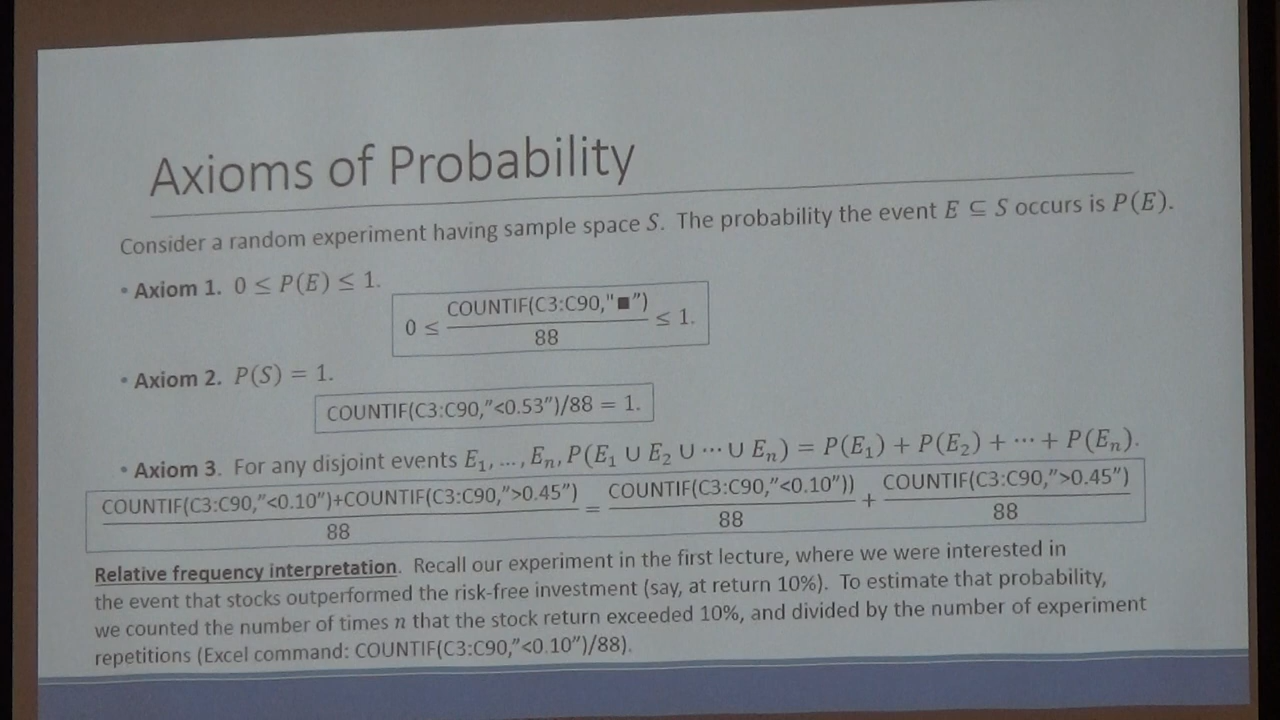 Axioms of Probability
Consider a random experiment having sample space S. The probability the event E ⊆ S occurs is P(E).
• Axiom 1. 0 ≤ P(E) ≤ 1.
0 ≤ COUNTIF(C3:C90,"■")/88 ≤ 1.
• Axiom 2. P(S) = 1.
COUNTIF(C3:C90,"<0.53")/88 = 1.
• Axiom 3. For any disjoint events E₁, ..., Eₙ, P(E₁ ∪ E₂ ∪ ⋯ ∪ Eₙ) = P(E₁) + P(E₂) + ⋯ + P(Eₙ).
COUNTIF(C3:C90,"<0.10")+COUNTIF(C3:C90,">0.45")/88 = COUNTIF(C3:C90,"<0.10"))/88 + COUNTIF(C3:C90,">0.45")/88
Relative frequency interpretation. Recall our experiment in the first lecture, where we were interested in
the event that stocks outperformed the risk-free investment (say, at return 10%). To estimate that probability,
we counted the number of times n that the stock return exceeded 10%, and divided by the number of experiment
repetitions (Excel command: COUNTIF(C3:C90,"<0.10")/88).